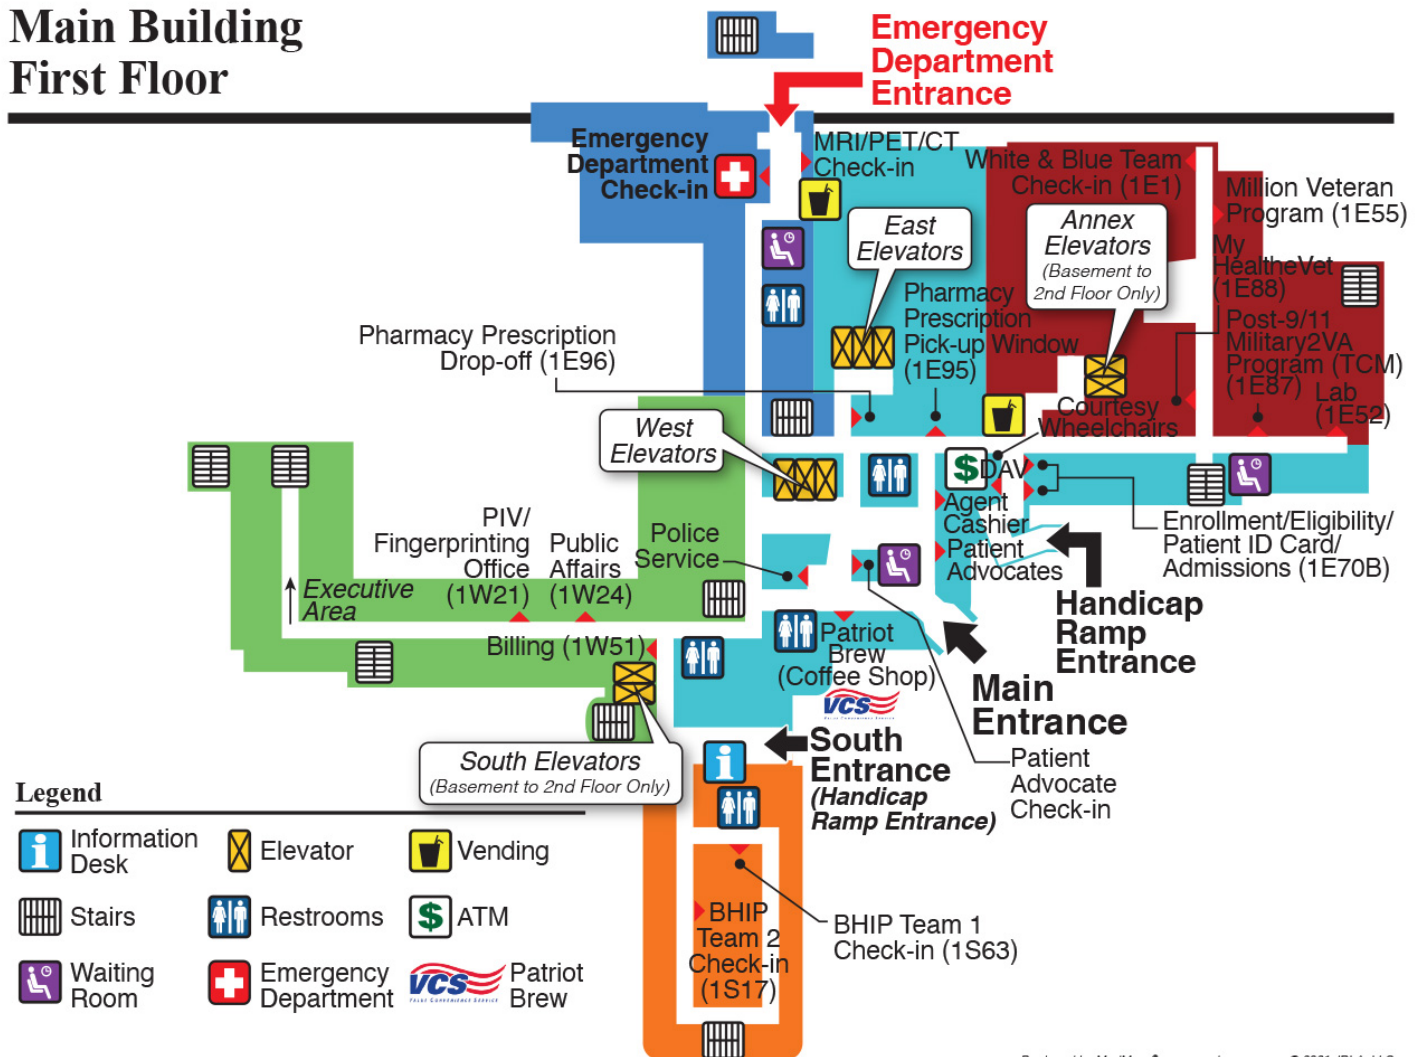 Main Building
First Floor
Emergency
Department
Entrance
Emergency
Department
Check-in
MRI/PET/CT
Check-in
White & Blue Team
Check-in (1E1)
Million Veteran
Program (1E55)
East
Elevators
Annex
Elevators
(Basement to
2nd Floor Only)
My
HealtheVet
(1E88)
Pharmacy
Prescription
Pick-up Window
(1E95)
Post-9/11
Military2VA
Program (TCM)
(1E87)
Lab
(1E52)
Pharmacy Prescription
Drop-off (1E96)
Courtesy
Wheelchairs
West
Elevators
$
DAV
Agent
Cashier
Patient
Advocates
Enrollment/Eligibility/
Patient ID Card/
Admissions (1E70B)
PIV/
Fingerprinting
Office
(1W21)
Public
Affairs
(1W24)
Police
Service
Executive
Area
Handicap
Ramp
Entrance
Billing (1W51)
Patriot
Brew
(Coffee Shop)
VCS
Main
Entrance
South Elevators
(Basement to 2nd Floor Only)
i
South
Entrance
(Handicap
Ramp Entrance)
Patient
Advocate
Check-in
BHIP
Team 2
Check-in
(1S17)
BHIP Team 1
Check-in (1S63)
Legend
i
Information
Desk
Elevator
Vending
Stairs
Restrooms
$
ATM
Waiting
Room
Emergency
Department
VCS
Patriot
Brew